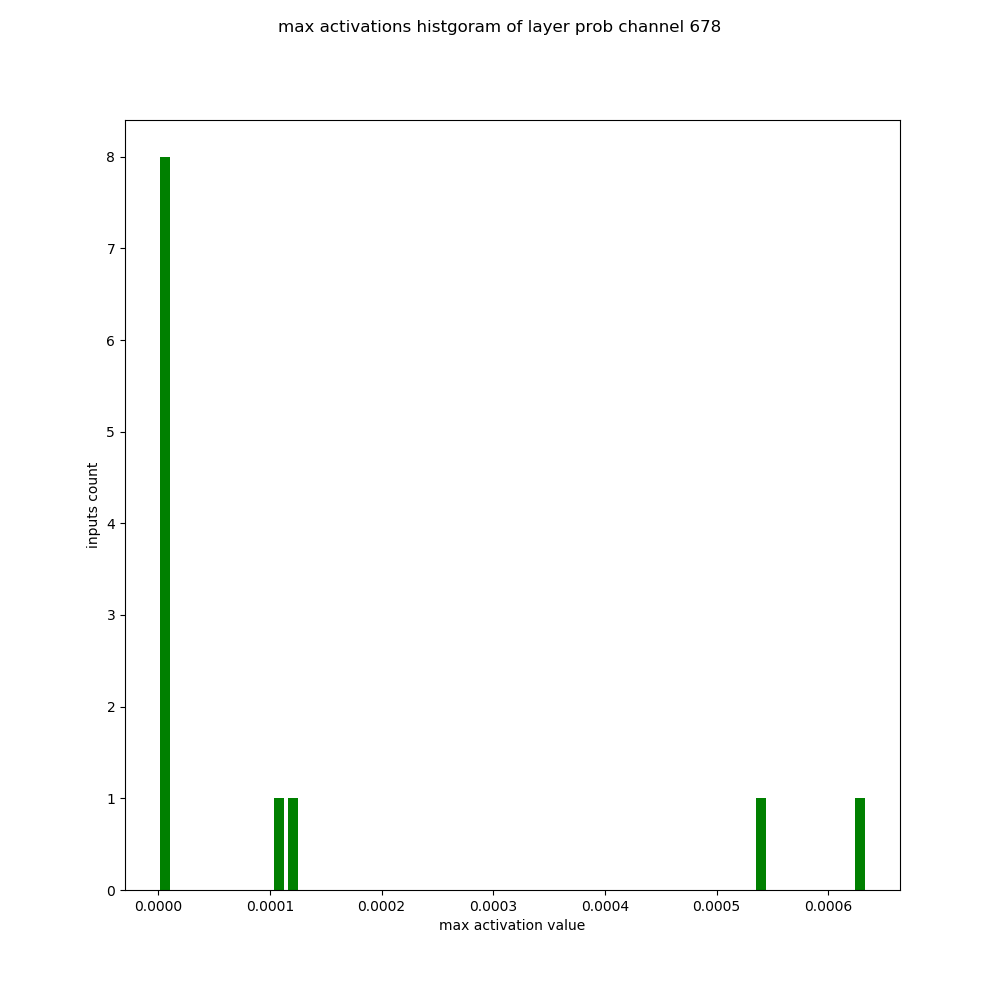 max activations histgoram of layer prob channel 678
8
7
6
5
4
3
2
1
0
inputs count
0.0000 0.0001 0.0002 0.0003 0.0004 0.0005 0.0006
max activation value